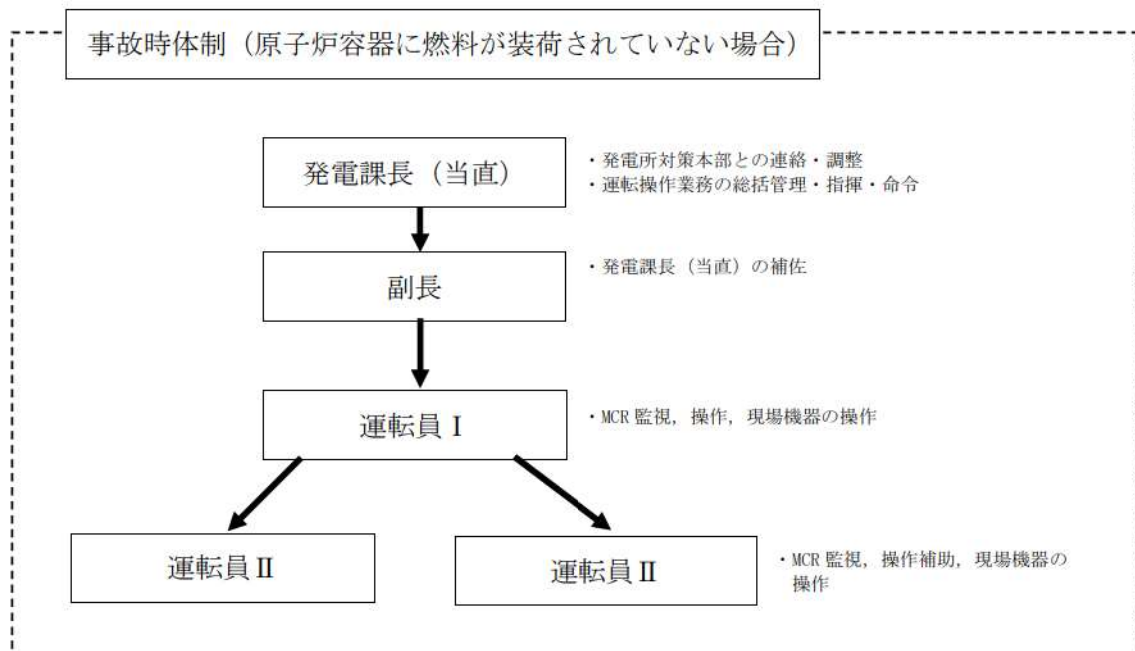 事故時体制（原子炉容器に燃料が装荷されていない場合）
発電課長（当直）
・発電所対策本部との連絡・調整
・運転操作業務の総括管理・指揮・命令
副長
・発電課長（当直）の補佐
運転員Ⅰ
・MCR 監視，操作，現場機器の操作
運転員Ⅱ
運転員Ⅱ
・MCR 監視，操作補助，現場機器の
操作